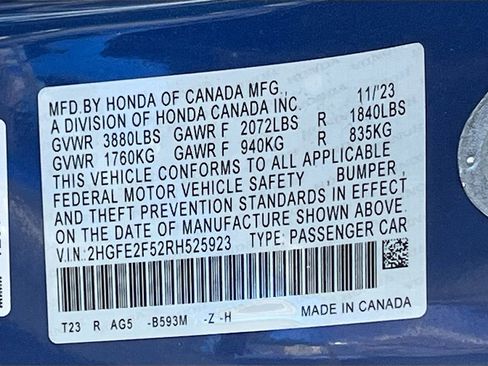 MFD.BY HONDA OF CANADA MFG.,
A DIVISION OF HONDA CANADA INC. 11/'23
GVWR 3880LBS GAWR F 2072LBS R 1840LBS
GVWR 1760KG GAWR F 940KG R 835KG
THIS VEHICLE CONFORMS TO ALL APPLICABLE
FEDERAL MOTOR VEHICLE SAFETY , BUMPER ,
AND THEFT PREVENTION STANDARDS IN EFFECT
ON THE DATE OF MANUFACTURE SHOWN ABOVE.
V.I.N: 2HGFE2F52RH525923 TYPE: PASSENGER CAR
T23 R AG5 -B593M -Z -H MADE IN CANADA